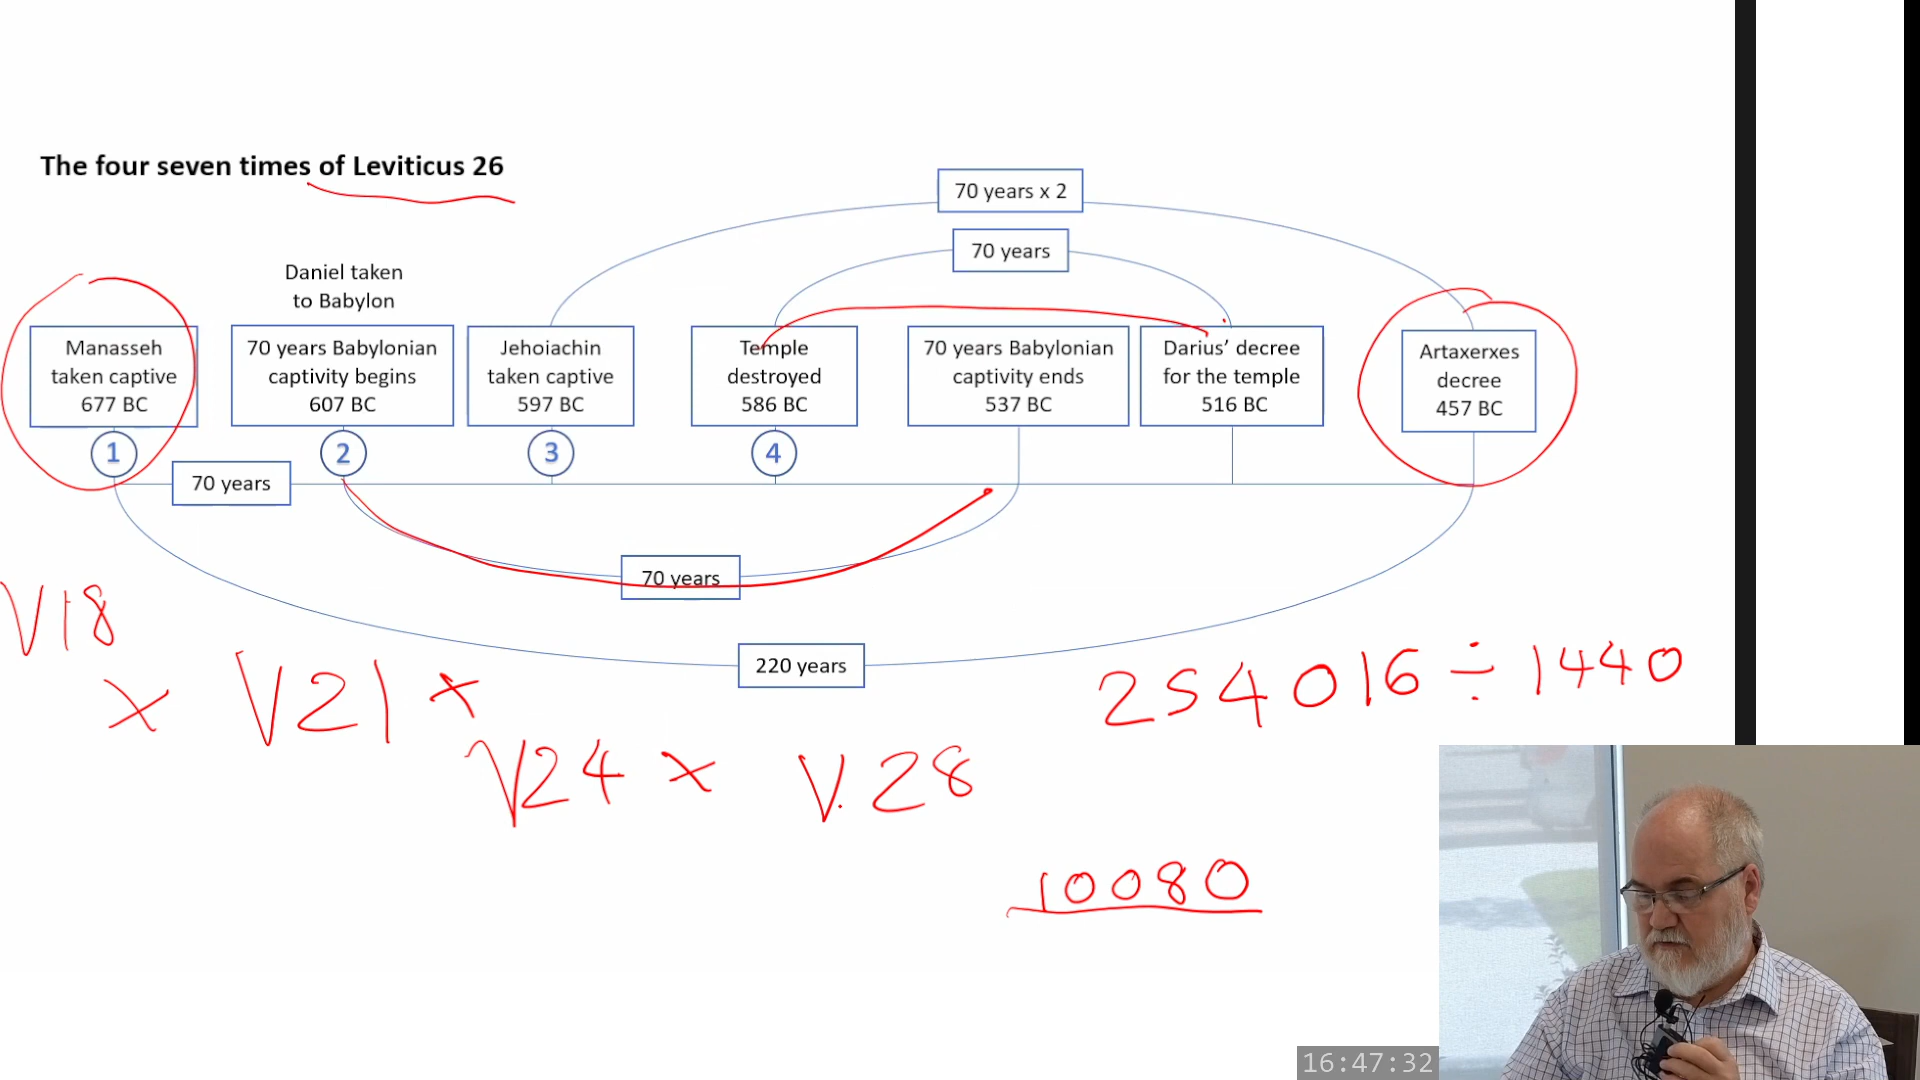 The four seven times of Leviticus 26
70 years x 2
70 years
Daniel taken
to Babylon
Manasseh
taken captive
677 BC
70 years Babylonian
captivity begins
607 BC
Jehoiachin
taken captive
597 BC
Temple
destroyed
586 BC
70 years Babylonian
captivity ends
537 BC
Darius’ decree
for the temple
516 BC
Artaxerxes
decree
457 BC
1
2
3
4
70 years
70 years
220 years
V18
x V21 x
V24 x V.28
254016 ÷ 1440
10080
16:47:32